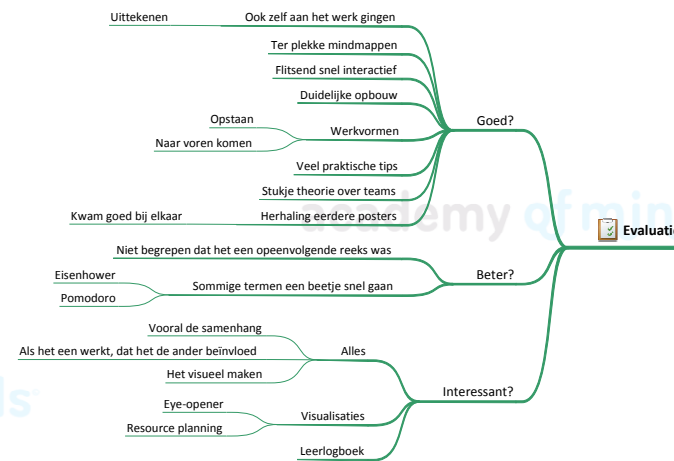 Uittekenen
Ook zelf aan het werk gingen
Ter plekke mindmappen
Flitsend snel interactief
Duidelijke opbouw
Goed?
Opstaan
Werkvormen
Naar voren komen
Veel praktische tips
Stukje theorie over teams
Kwam goed bij elkaar
Herhaling eerdere posters
academy of min
Evaluati
Niet begrepen dat het een opeenvolgende reeks was
Beter?
Eisenhower
Sommige termen een beetje snel gaan
Pomodoro
Vooral de samenhang
Als het een werkt, dat het de ander beïnvloed
Alles
Het visueel maken
Interessant?
Eye-opener
Visualisaties
Resource planning
Leerlogboek
ds